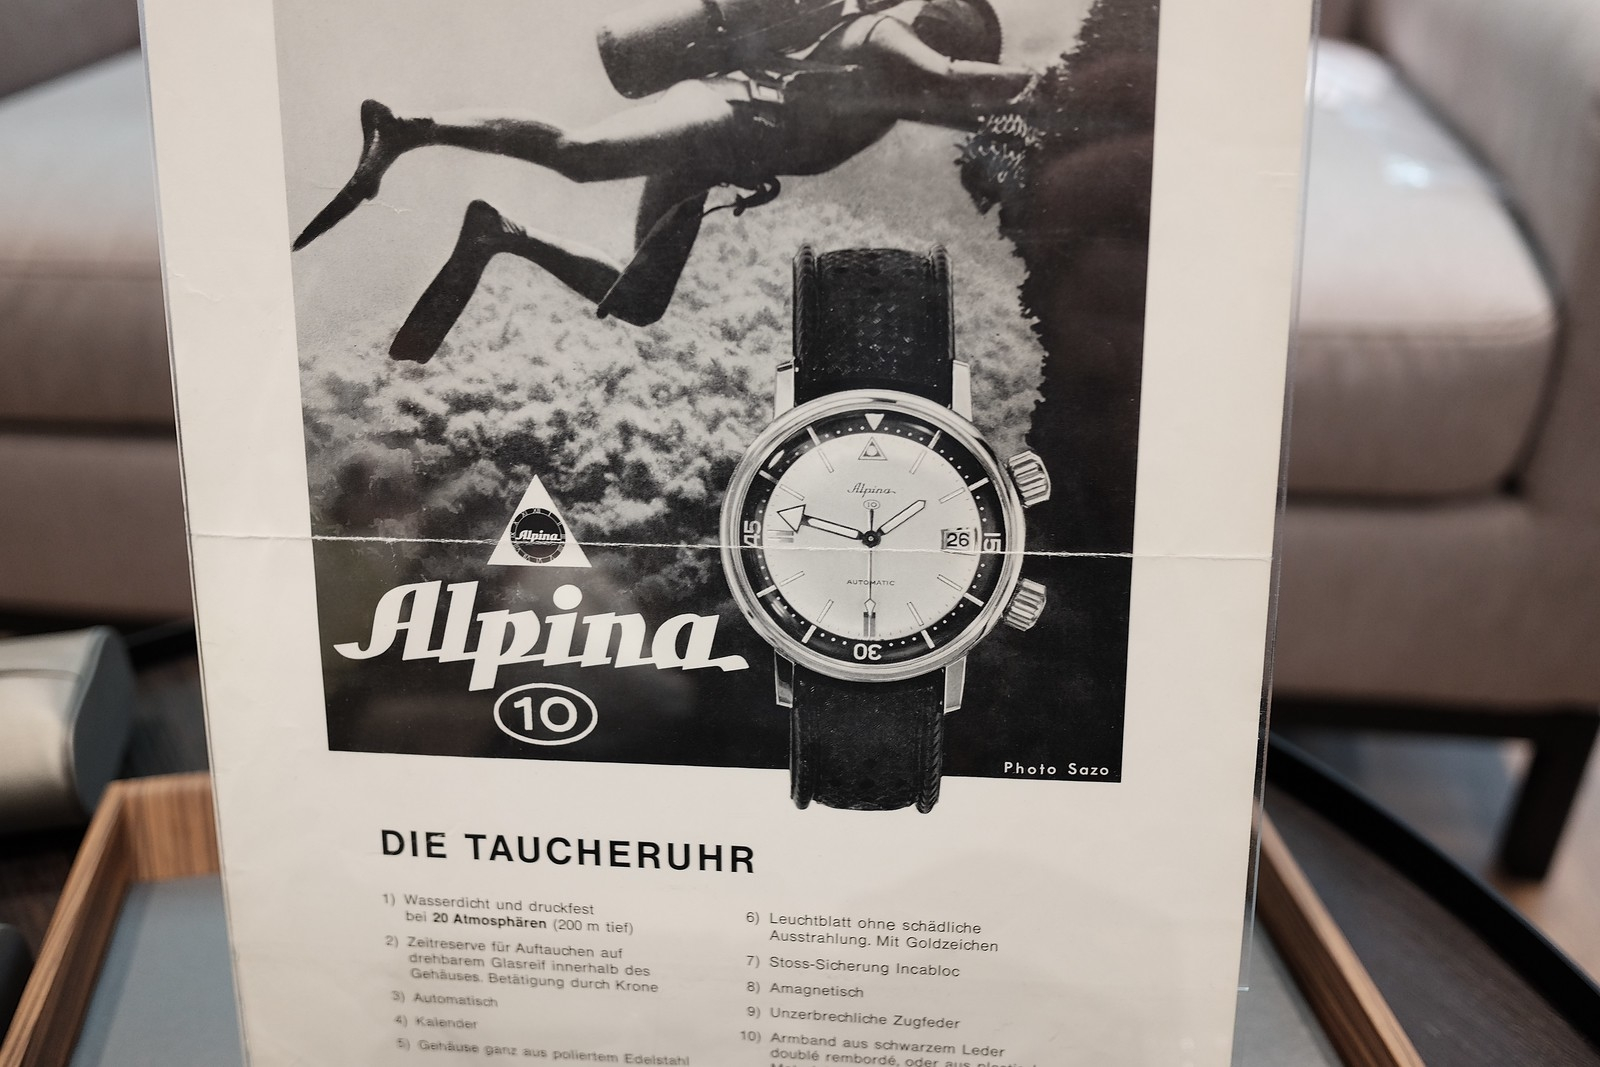 Alpina
Alpina
10
Alpina
10
26
AUTOMATIC
45
15
30
Photo Sazo
DIE TAUCHERUHR
1) Wasserdicht und druckfest
bei 20 Atmosphären (200 m tief)
2) Zeitreserve für Auftauchen auf
drehbarem Glasreif innerhalb des
Gehäuses. Betätigung durch Krone
3) Automatisch
4) Kalender
5) Gehäuse ganz aus poliertem Edelstahl
6) Leuchtblatt ohne schädliche
Ausstrahlung. Mit Goldzeichen
7) Stoss-Sicherung Incabloc
8) Amagnetisch
9) Unzerbrechliche Zugfeder
10) Armband aus schwarzem Leder
doublé rembordé, oder aus